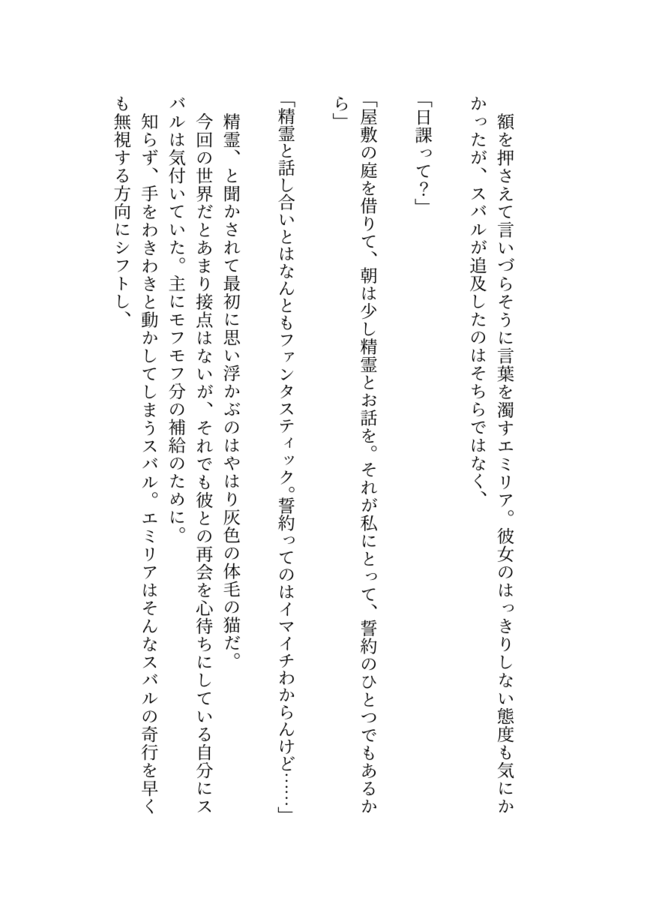 額を押さえて言いづらそうに言葉を濁すエミリア。彼女のはっきりしない態度も気にか
かったが、スバルが追及したのはそちらではなく、
「日課って？」
「屋敷の庭を借りて、朝は少し精霊とお話を。それが私にとって、誓約のひとつでもあるか
ら」
「精霊と話し合いとはなんともファンタスティック。誓約ってのはイマイチわからんけど……」
精霊、と聞かされて最初に思い浮かぶのはやはり灰色の体毛の猫だ。
今回の世界だとあまり接点はないが、それでも彼との再会を心待ちにしている自分にス
バルは気付いていた。主にモフモフ分の補給のために。
知らず、手をわきわきと動かしてしまうスバル。エミリアはそんなスバルの奇行を早く
も無視する方向にシフトし、